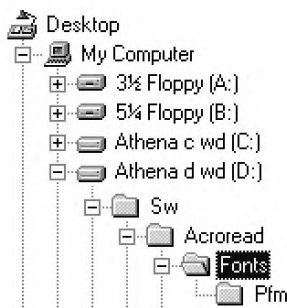 Desktop
My Computer
3½ Floppy (A:)
5¼ Floppy (B:)
Athena c wd (C:)
Athena d wd (D:)
Sw
Acroread
Fonts
Pfm